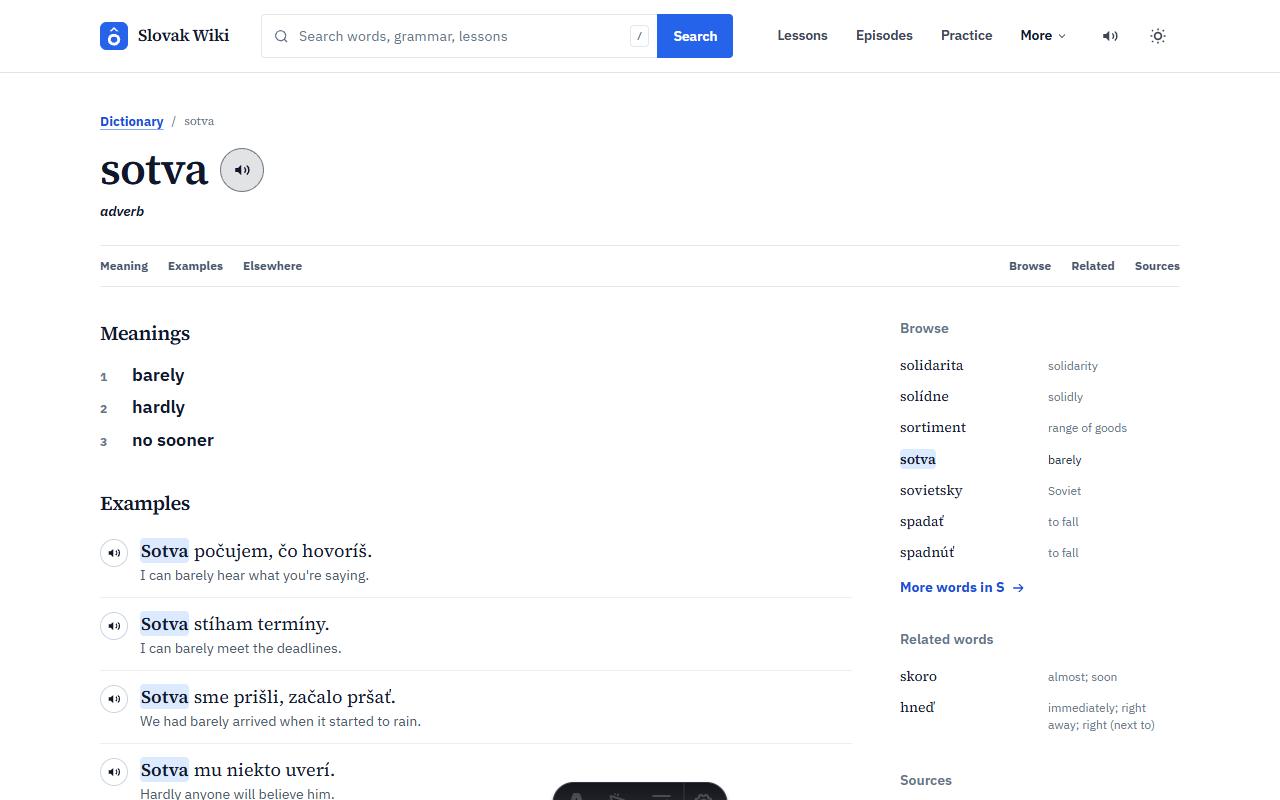 Slovak Wiki
Search words, grammar, lessons
/
Search
Lessons
Episodes
Practice
More
Dictionary / sotva
sotva
adverb
Meaning
Examples
Elsewhere
Browse
Related
Sources
Meanings
1 barely
2 hardly
3 no sooner
Examples
Sotva počujem, čo hovoríš.
I can barely hear what you're saying.
Sotva stíham termíny.
I can barely meet the deadlines.
Sotva sme prišli, začalo pršať.
We had barely arrived when it started to rain.
Sotva mu niekto uverí.
Hardly anyone will believe him.
Browse
solidarita solidarity
solídne solidly
sortiment range of goods
sotva barely
sovietsky Soviet
spadať to fall
spadnúť to fall
More words in S →
Related words
skoro almost; soon
hneď immediately; right
away; right (next to)
Sources